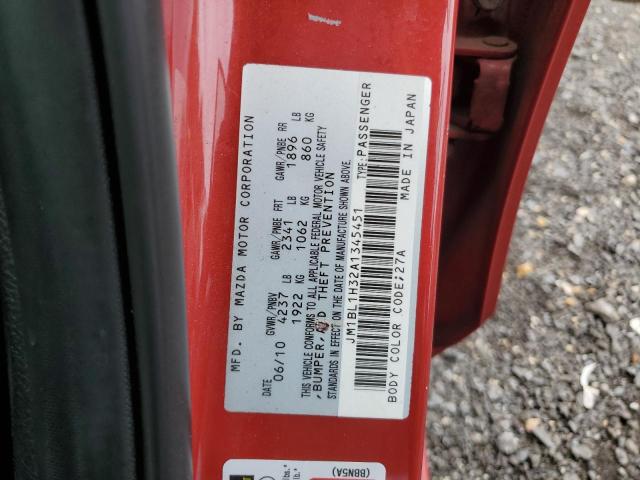 MFD. BY MAZDA MOTOR CORPORATION
DATE GVWR/PNBV GAWR/PNBE FRT GAWR/PNBE RR
06/10 4237 LB 2341 LB 1896 LB
1922 KG 1062 KG 860 KG
THIS VEHICLE CONFORMS TO ALL APPLICABLE FEDERAL MOTOR VEHICLE SAFETY
, BUMPER, AND THEFT PREVENTION
STANDARDS IN EFFECT ON THE DATE OF MANUFACTURE SHOWN ABOVE.
JM1BL1H32A1345451 TYPE:PASSENGER
BODY COLOR CODE;27A MADE IN JAPAN
(BBN5A)
lbs.*
lb.*